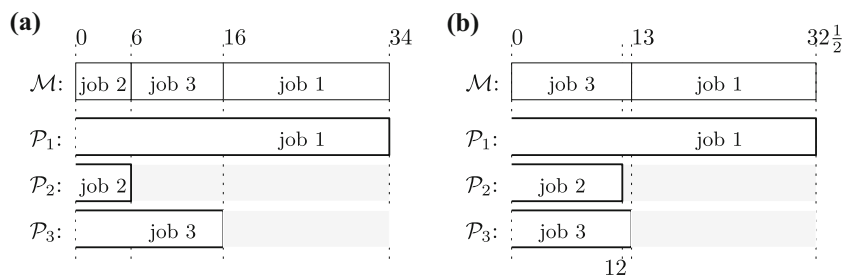 (a) 0 6 16 34
M: job 2 job 3 job 1
P₁: job 1
P₂: job 2
P₃: job 3
(b) 0 13 32½
M: job 3 job 1
P₁: job 1
P₂: job 2
P₃: job 3
12